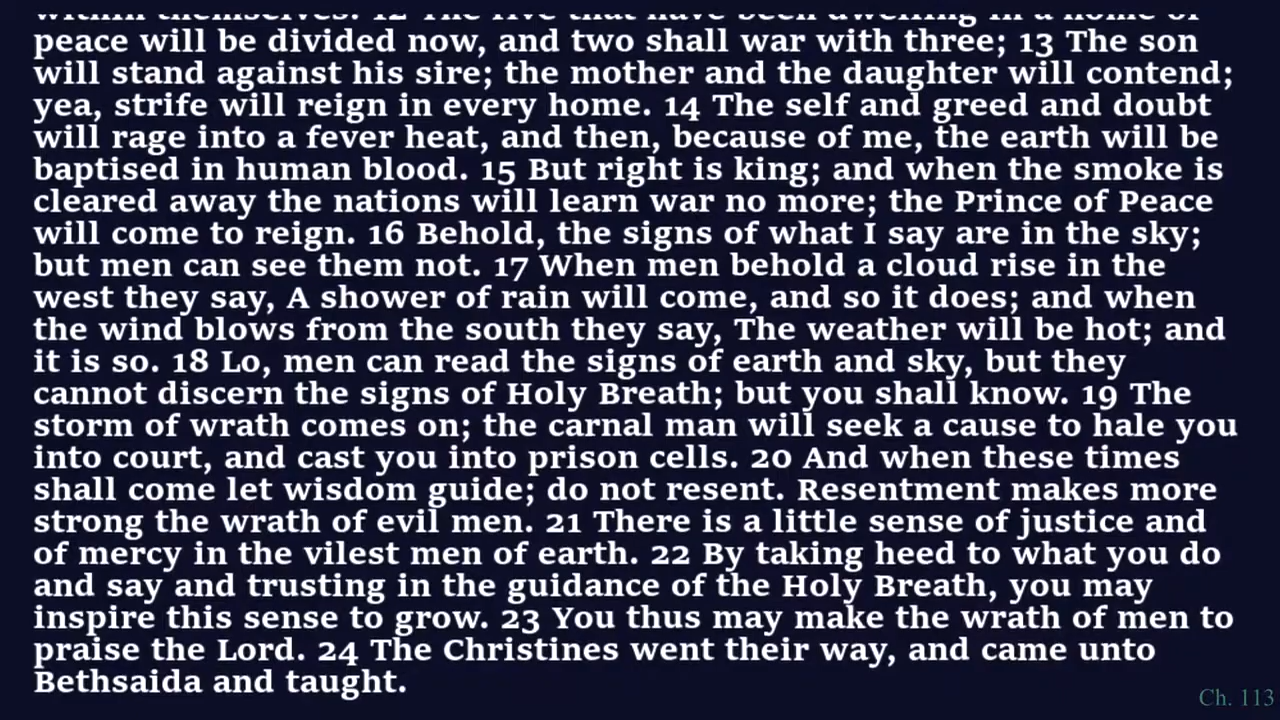 within themselves. 12 The five that have been dwelling in a home of
peace will be divided now, and two shall war with three; 13 The son
will stand against his sire; the mother and the daughter will contend;
yea, strife will reign in every home. 14 The self and greed and doubt
will rage into a fever heat, and then, because of me, the earth will be
baptised in human blood. 15 But right is king; and when the smoke is
cleared away the nations will learn war no more; the Prince of Peace
will come to reign. 16 Behold, the signs of what I say are in the sky;
but men can see them not. 17 When men behold a cloud rise in the
west they say, A shower of rain will come, and so it does; and when
the wind blows from the south they say, The weather will be hot; and
it is so. 18 Lo, men can read the signs of earth and sky, but they
cannot discern the signs of Holy Breath; but you shall know. 19 The
storm of wrath comes on; the carnal man will seek a cause to hale you
into court, and cast you into prison cells. 20 And when these times
shall come let wisdom guide; do not resent. Resentment makes more
strong the wrath of evil men. 21 There is a little sense of justice and
of mercy in the vilest men of earth. 22 By taking heed to what you do
and say and trusting in the guidance of the Holy Breath, you may
inspire this sense to grow. 23 You thus may make the wrath of men to
praise the Lord. 24 The Christines went their way, and came unto
Bethsaida and taught.
Ch. 113